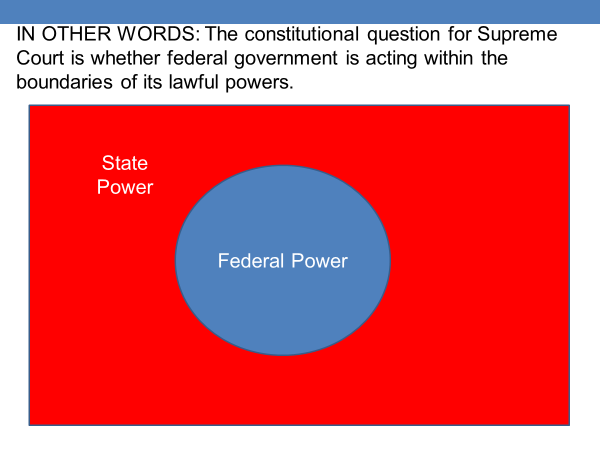 IN OTHER WORDS: The constitutional question for Supreme
Court is whether federal government is acting within the
boundaries of its lawful powers.
State
Power
Federal Power